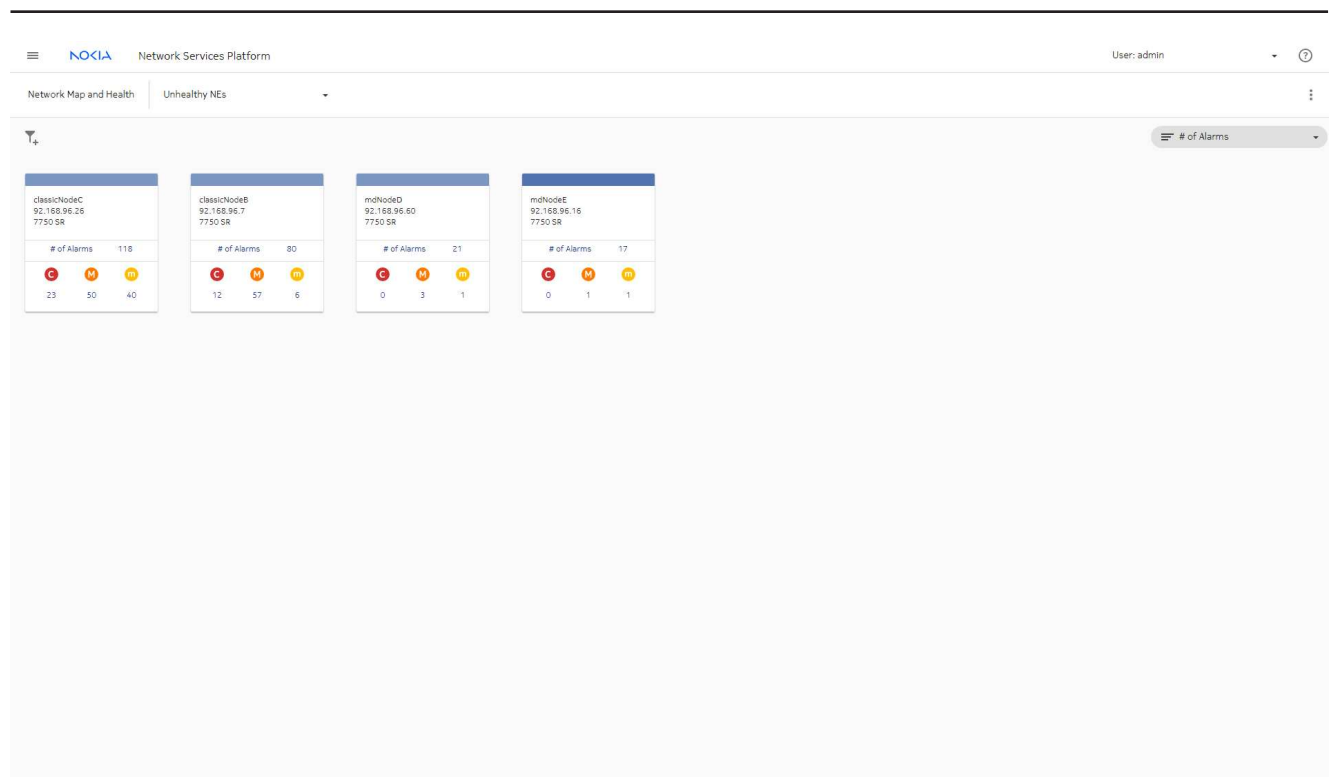 NOKIA Network Services Platform User: admin ?
Network Map and Health Unhealthy NEs
# of Alarms
classicNodeC
92.168.96.26
7750 SR
# of Alarms 118
C M m
23 50 40
classicNodeB
92.168.96.7
7750 SR
# of Alarms 80
C M m
12 57 6
mdNodeD
92.168.96.60
7750 SR
# of Alarms 21
C M m
0 3 1
mdNodeE
92.168.96.16
7750 SR
# of Alarms 17
C M m
0 1 1